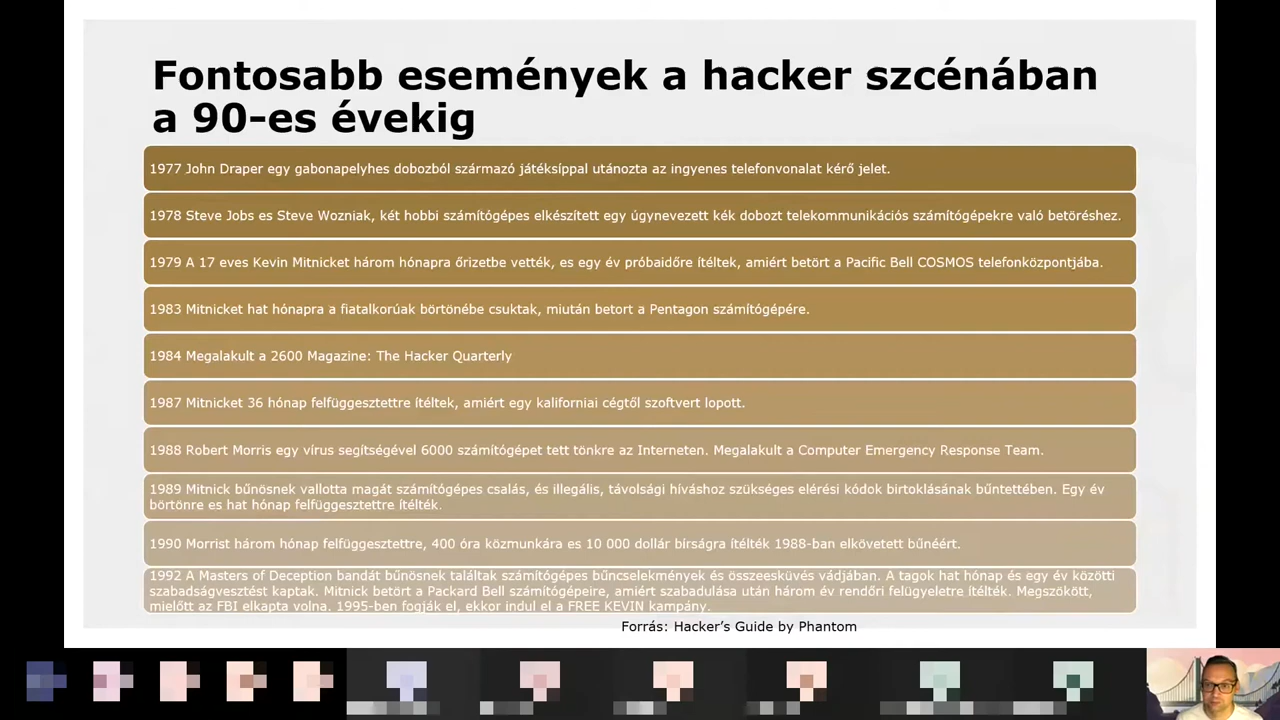 Fontosabb események a hacker szcénában
a 90-es évekig
1977 John Draper egy gabonapelyhes dobozból származó játéksíppal utánozta az ingyenes telefonvonalat kérő jelet.
1978 Steve Jobs es Steve Wozniak, két hobbi számítógépes elkészített egy úgynevezett kék dobozt telekommunikációs számítógépekre való betöréshez.
1979 A 17 eves Kevin Mitnicket három hónapra őrizetbe vették, es egy év próbaidőre ítéltek, amiért betört a Pacific Bell COSMOS telefonközpontjába.
1983 Mitnicket hat hónapra a fiatalkorúak börtönébe csuktak, miután betort a Pentagon számítógépére.
1984 Megalakult a 2600 Magazine: The Hacker Quarterly
1987 Mitnicket 36 hónap felfüggesztettre ítéltek, amiért egy kaliforniai cégtől szoftvert lopott.
1988 Robert Morris egy vírus segítségével 6000 számítógépet tett tönkre az Interneten. Megalakult a Computer Emergency Response Team.
1989 Mitnick bűnösnek vallotta magát számítógépes csalás, és illegális, távolsági híváshoz szükséges elérési kódok birtoklásának bűntettében. Egy év
börtönre es hat hónap felfüggesztettre ítélték.
1990 Morrist három hónap felfüggesztettre, 400 óra közmunkára es 10 000 dollár bírságra ítélték 1988-ban elkövetett bűnéért.
1992 A Masters of Deception bandát bűnösnek találtak számítógépes bűncselekmények és összeesküvés vádjában. A tagok hat hónap és egy év közötti
szabadságvesztést kaptak. Mitnick betört a Packard Bell számítógépeire, amiért szabadulása után három év rendőri felügyeletre ítélték. Megszökött,
mielőtt az FBI elkapta volna. 1995-ben fogják el, ekkor indul el a FREE KEVIN kampány.
Forrás: Hacker's Guide by Phantom